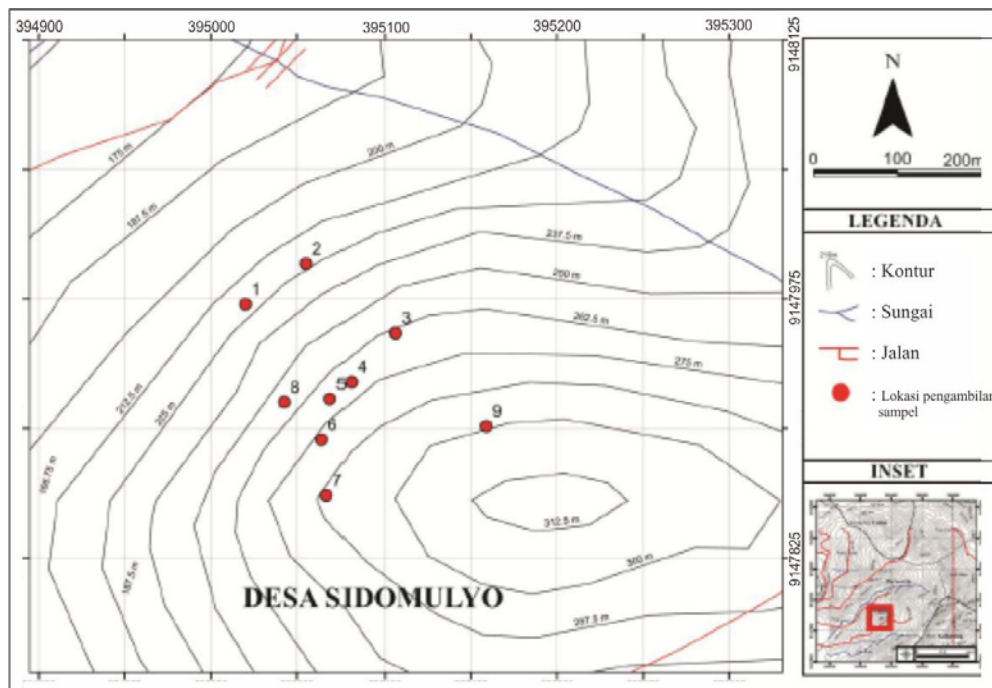 394900 395000 395100 395200 395300
9148125
9147975
9147825
175 m
187.5 m
200 m
212.5 m
225 m
237.5 m
250 m
262.5 m
275 m
287.5 m
300 m
312.5 m
187.5 m
1
2
3
4
5
6
7
8
9
DESA SIDOMULYO
N
0 100 200m
LEGENDA
: Kontur
: Sungai
: Jalan
: Lokasi pengambilan
sampel
INSET